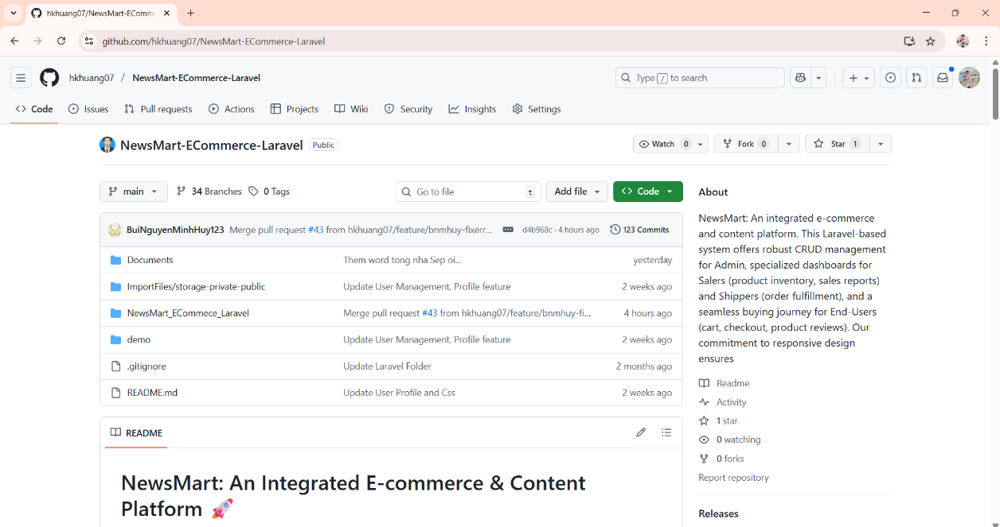 hkhuang07/NewsMart-EComm
github.com/hkhuang07/NewsMart-ECommerce-Laravel
hkhuang07 / NewsMart-ECommerce-Laravel
Type / to search
Code Issues Pull requests Actions Projects Wiki Security Insights Settings
NewsMart-ECommerce-Laravel Public
Watch 0 Fork 0 Star 1
main 34 Branches 0 Tags
Go to file t Add file Code
BuiNguyenMinhHuy123 Merge pull request #43 from hkhuang07/feature/bnmhuy-fixerr... d4b968c · 4 hours ago 123 Commits
Documents Them word tong nha Sep oi... yesterday
ImportFiles/storage-private-public Update User Management, Profile feature 2 weeks ago
NewsMart_ECommece_Laravel Merge pull request #43 from hkhuang07/feature/bnmhuy-fi... 4 hours ago
demo Update User Management, Profile feature 2 weeks ago
.gitignore Update Laravel Folder 2 months ago
README.md Update User Profile and Css 2 weeks ago
README
NewsMart: An Integrated E-commerce & Content
Platform 🚀
About
NewsMart: An integrated e-commerce
and content platform. This Laravel-based
system offers robust CRUD management
for Admin, specialized dashboards for
Salers (product inventory, sales reports)
and Shippers (order fulfillment), and a
seamless buying journey for End-Users
(cart, checkout, product reviews). Our
commitment to responsive design
ensures
Readme
Activity
1 star
0 watching
0 forks
Report repository
Releases